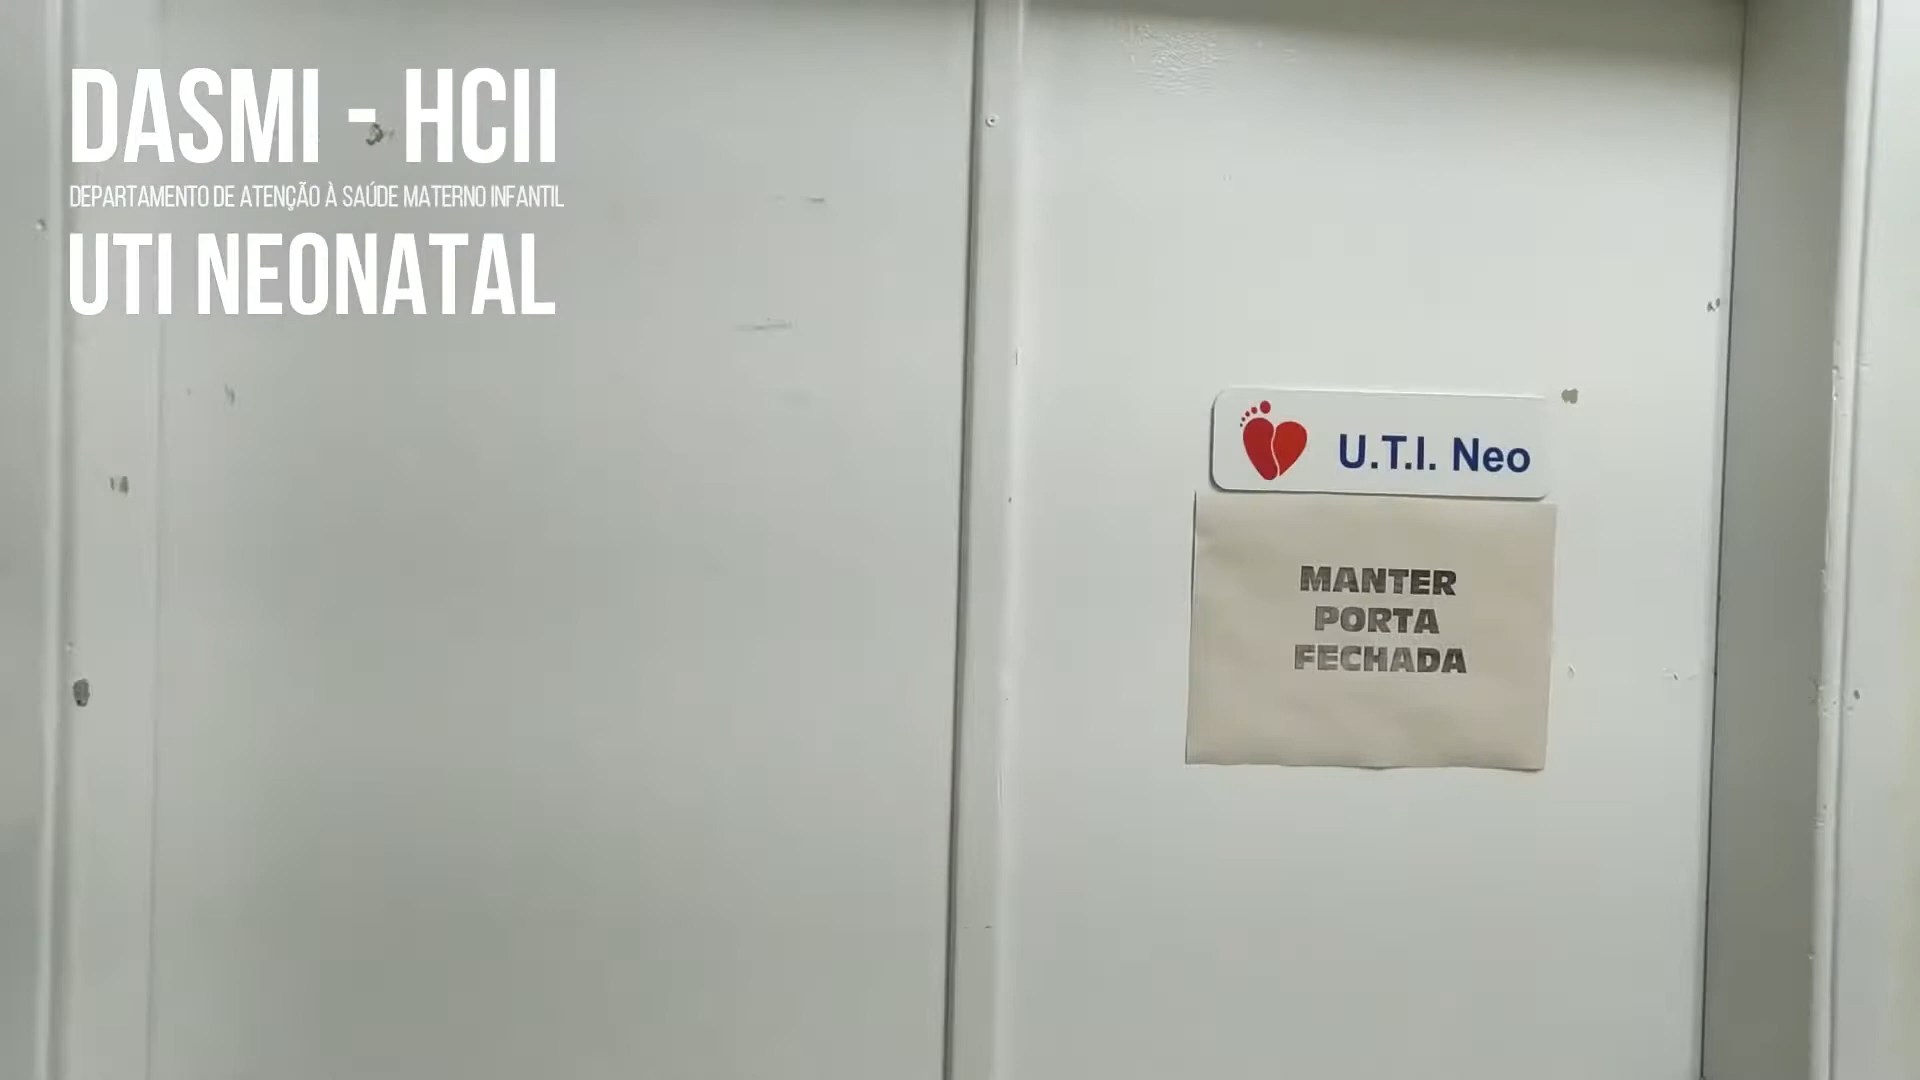 DASMI - HCII
DEPARTAMENTO DE ATENÇÃO À SAÚDE MATERNO INFANTIL
UTI NEONATAL
U.T.I. Neo
MANTER
PORTA
FECHADA